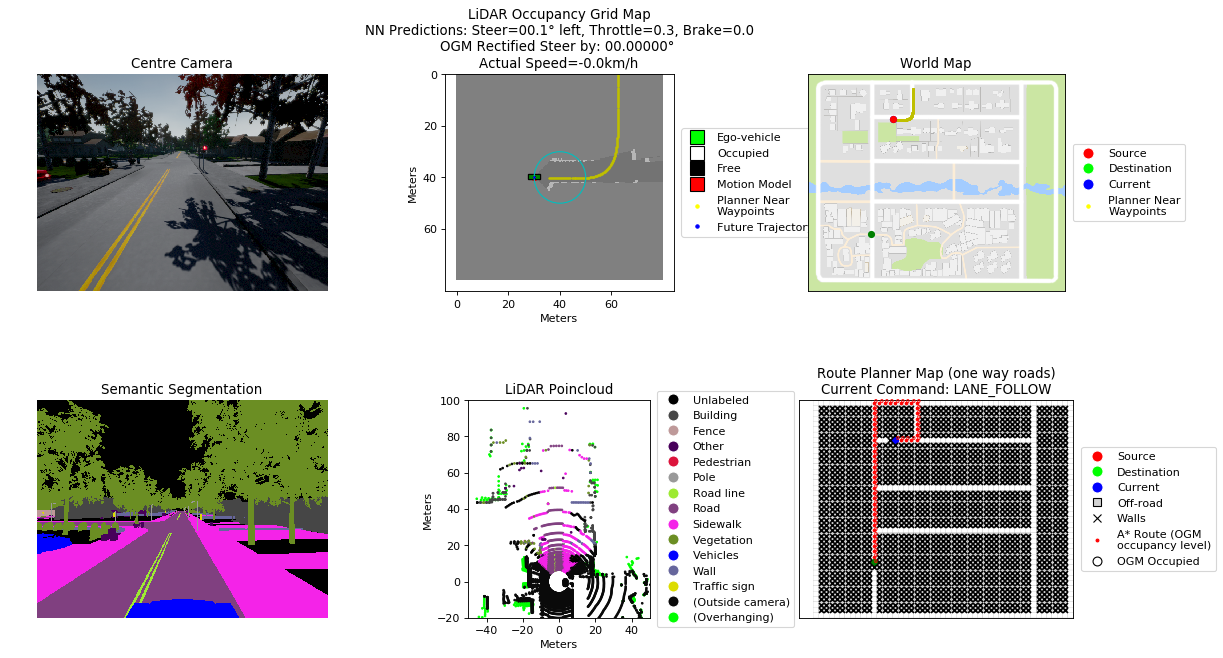 LiDAR Occupancy Grid Map
NN Predictions: Steer=00.1° left, Throttle=0.3, Brake=0.0
OGM Rectified Steer by: 00.00000°
Actual Speed=-0.0km/h
Centre Camera
World Map
0
20
40
60
Meters
0
20
40
60
Meters
Ego-vehicle
Occupied
Free
Motion Model
Planner Near
Waypoints
Future Trajector
Source
Destination
Current
Planner Near
Waypoints
Semantic Segmentation
LiDAR Poincloud
Route Planner Map (one way roads)
Current Command: LANE_FOLLOW
100
80
60
40
20
0
−20
Meters
−40
−20
0
20
40
Meters
Unlabeled
Building
Fence
Other
Pedestrian
Pole
Road line
Road
Sidewalk
Vegetation
Vehicles
Wall
Traffic sign
(Outside camera)
(Overhanging)
Source
Destination
Current
Off-road
Walls
A* Route (OGM
occupancy level)
OGM Occupied